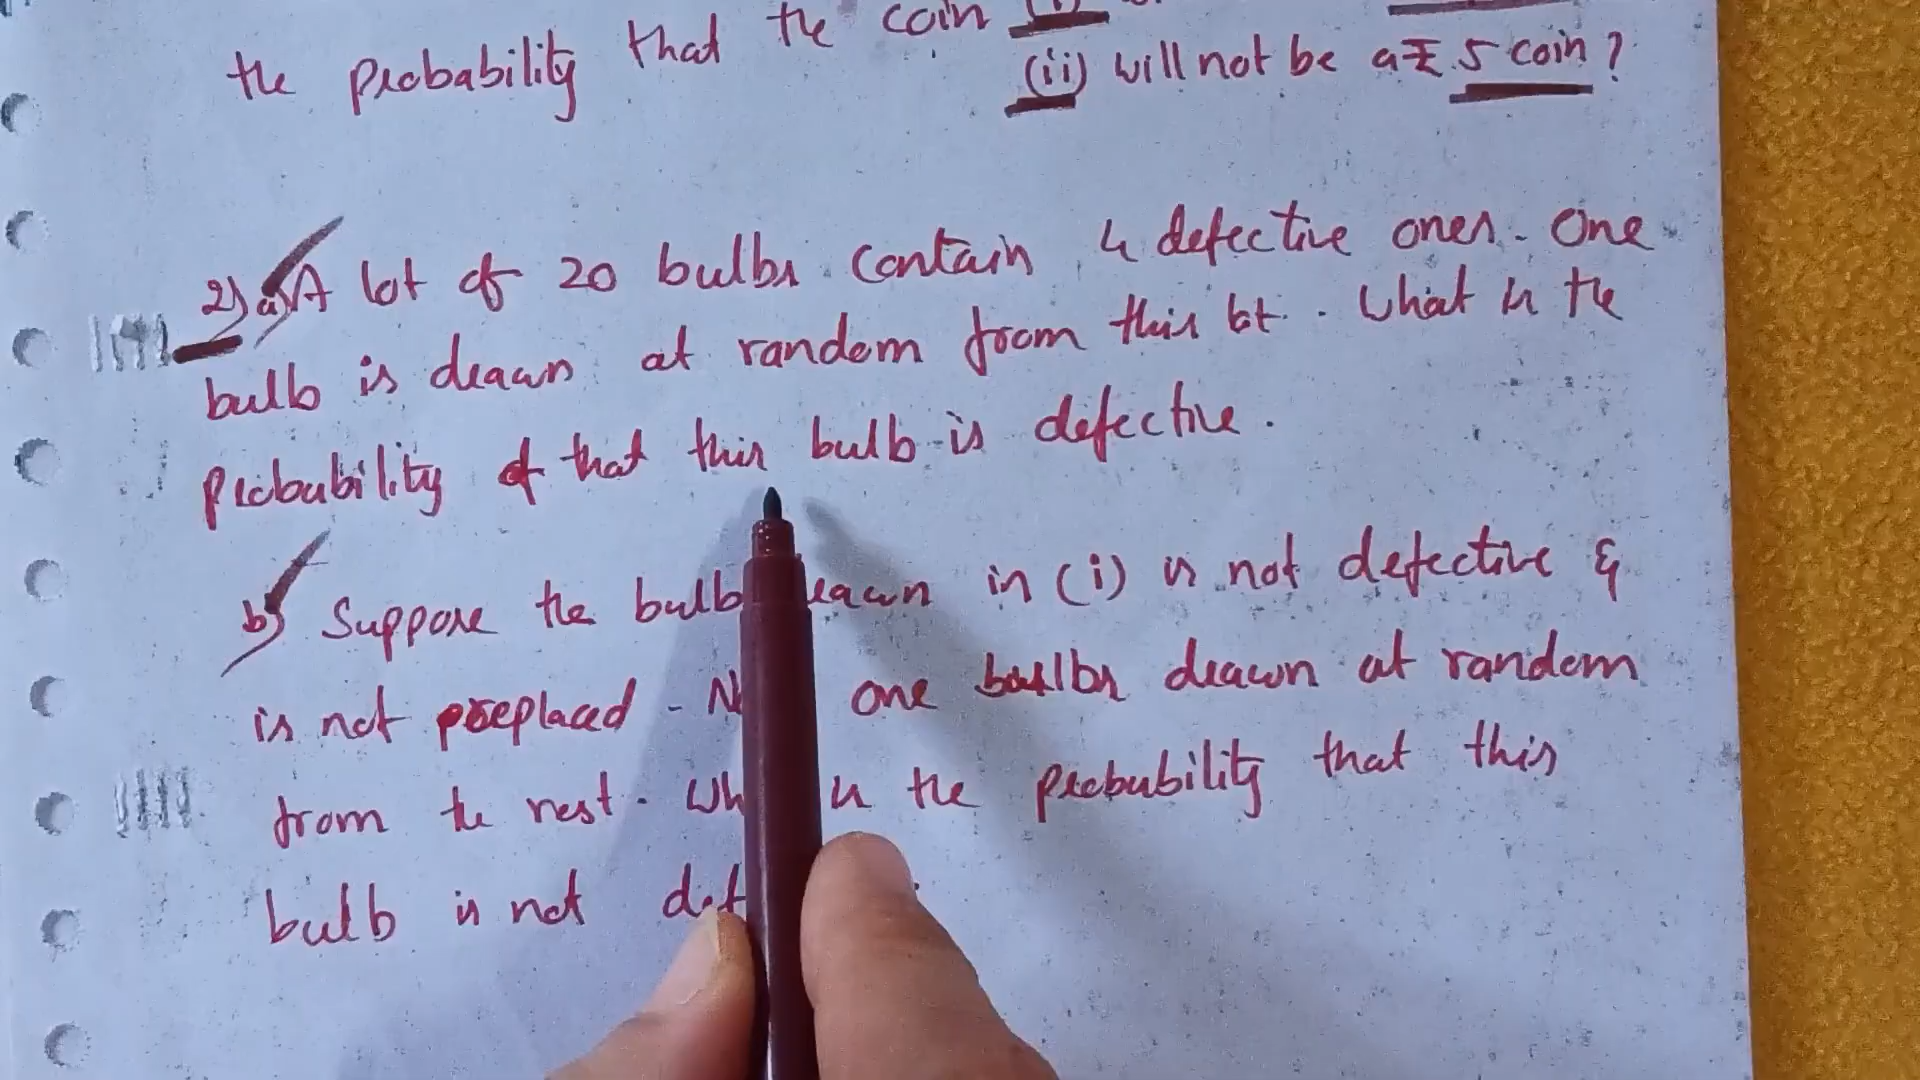 the probability that the coin
(ii) will not be a ₹ 5 coin ?
2) a) A lot of 20 bulbs contain 4 defective ones. One
bulb is drawn at random from this lot. What is the
probability of that this bulb is defective.
b) Suppose the bulb in (i) is not defective &
is not replaced - one bulbs drawn at random
from the rest. is the probability that this
bulb is not